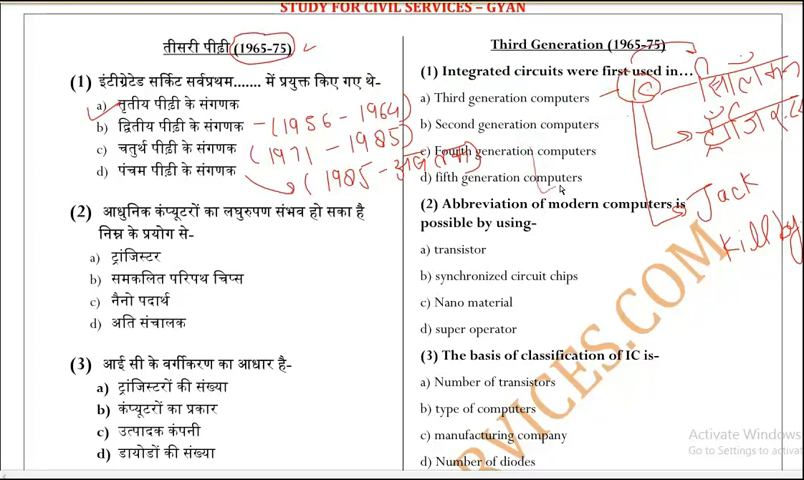 STUDY FOR CIVIL SERVICES – GYAN
तीसरी पीढ़ी (1965-75)
(1) इंटीग्रेटेड सर्किट सर्वप्रथम....... में प्रयुक्त किए गए थे-
a) तृतीय पीढ़ी के संगणक
b) द्वितीय पीढ़ी के संगणक
(1956 - 1964)
c) चतुर्थ पीढ़ी के संगणक
(1971 - 1985)
d) पंचम पीढ़ी के संगणक
(1985 - अब तक)
(2) आधुनिक कंप्यूटरों का लघुरुपण संभव हो सका है
निम्न के प्रयोग से-
a) ट्रांजिस्टर
b) समकलित परिपथ चिप्स
c) नैनो पदार्थ
d) अति संचालक
(3) आई सी के वर्गीकरण का आधार है-
a) ट्रांजिस्टरों की संख्या
b) कंप्यूटरों का प्रकार
c) उत्पादक कंपनी
d) डायोडों की संख्या
Third Generation (1965-75)
(1) Integrated circuits were first used in...
a) Third generation computers
IC
b) Second generation computers
c) Fourth generation computers
d) fifth generation computers
Jack
Killby
(2) Abbreviation of modern computers is
possible by using-
a) transistor
b) synchronized circuit chips
c) Nano material
d) super operator
(3) The basis of classification of IC is-
a) Number of transistors
b) type of computers
c) manufacturing company
d) Number of diodes
Activate Windows
Go to Settings to activat